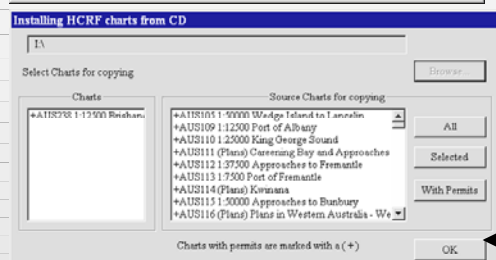 Installing HCRF charts from CD
I:\
Select Charts for copying
Browse...
Charts
Source Charts for copying
+AUS238 1:12500 Brisban
+AUS105 1:50000 Wedge Island to Lancelin
+AUS109 1:12500 Port of Albany
+AUS110 1:25000 King George Sound
+AUS111 (Plans) Careening Bay and Approaches
+AUS112 1:37500 Approaches to Fremantle
+AUS113 1:7500 Port of Fremantle
+AUS114 (Plans) Kwinana
+AUS115 1:50000 Approaches to Bunbury
+AUS116 (Plans) Plans in Western Australia - We
All
Selected
With Permits
Charts with permits are marked with a (+)
OK